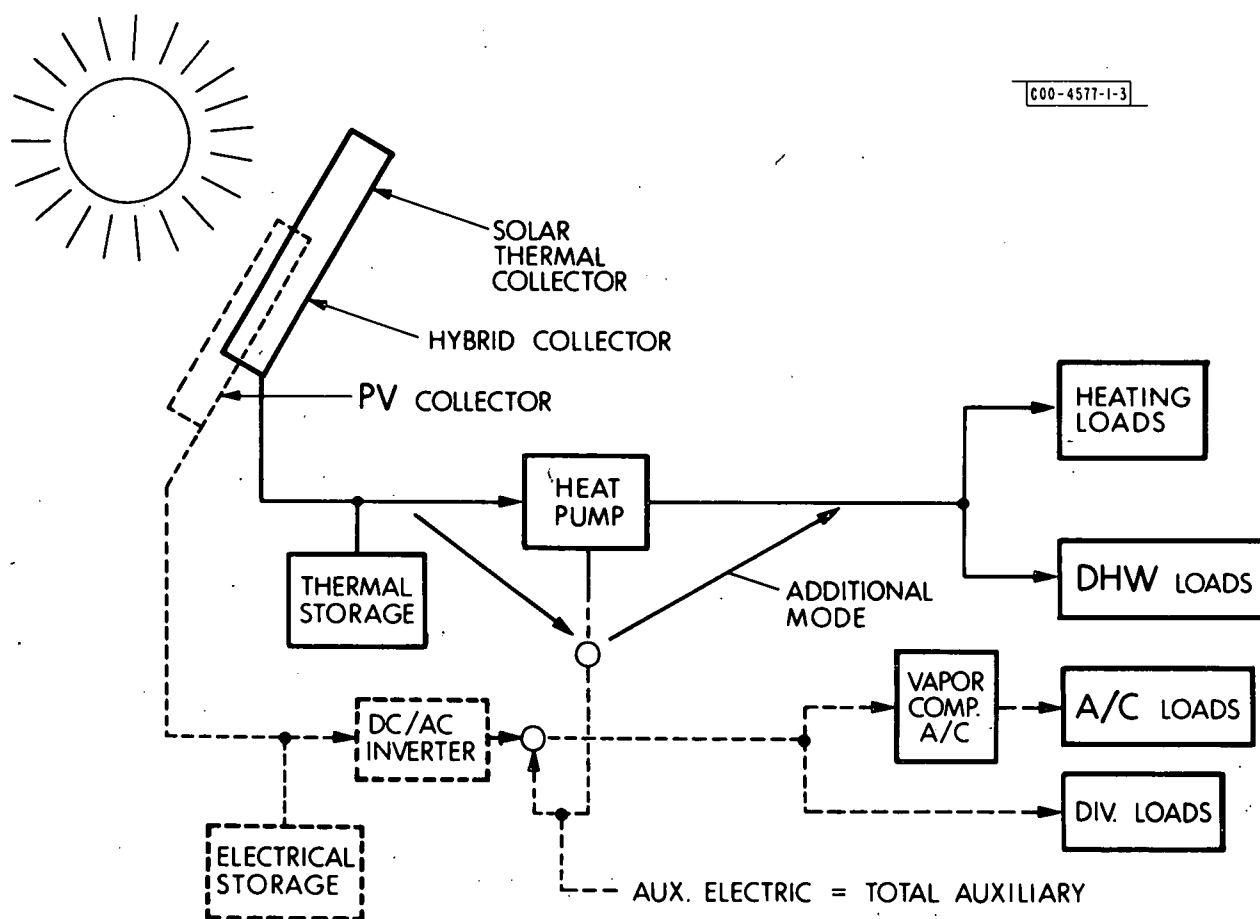 C00-4577-1-3
SOLAR
THERMAL
COLLECTOR
HYBRID COLLECTOR
PV COLLECTOR
HEATING
LOADS
HEAT
PUMP
THERMAL
STORAGE
ADDITIONAL
MODE
DHW LOADS
VAPOR
COMP.
A/C
A/C LOADS
DC/AC
INVERTER
DIV. LOADS
ELECTRICAL
STORAGE
AUX. ELECTRIC = TOTAL AUXILIARY